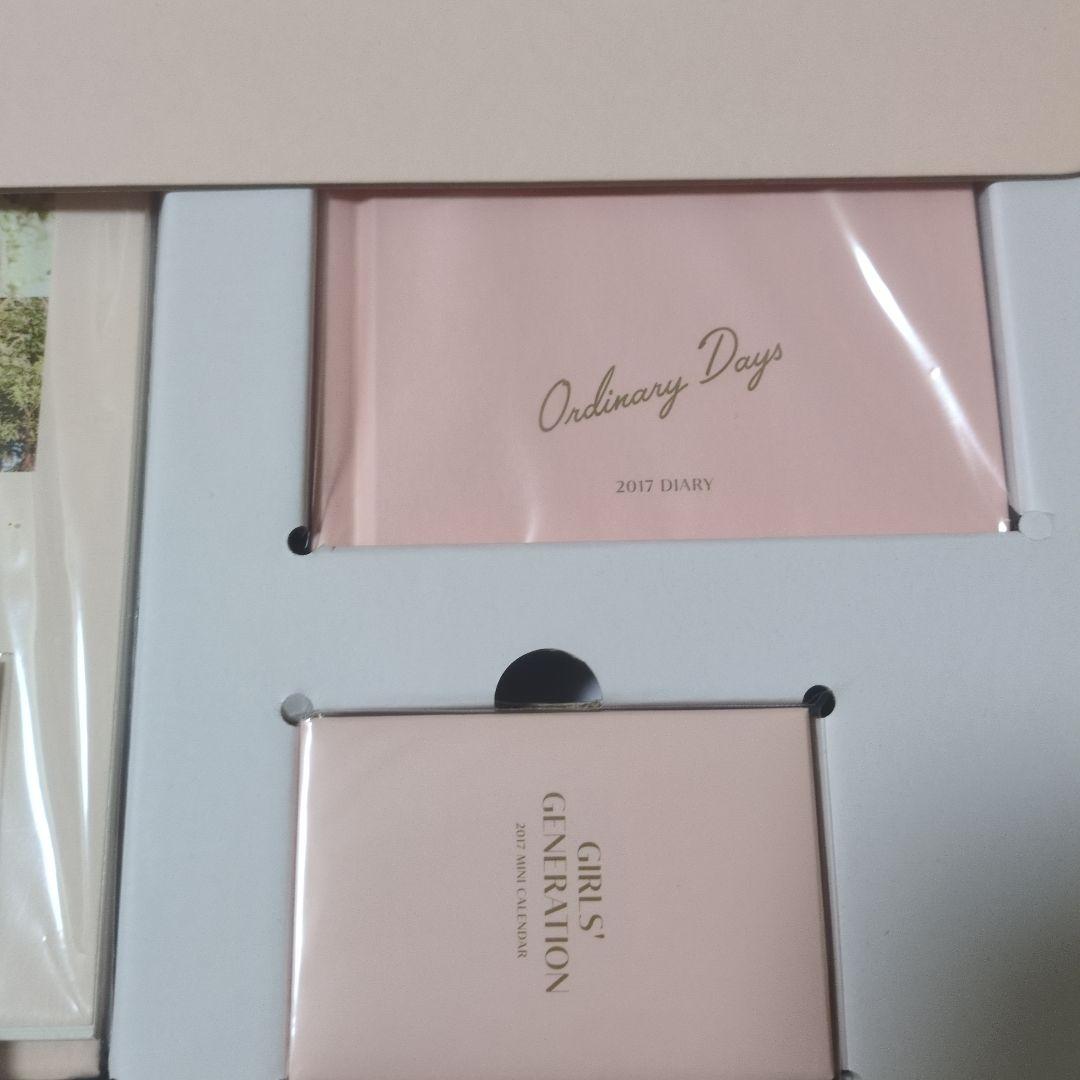 Ordinary Days
2017 DIARY
GIRLS'
GENERATION
2017 MINI CALENDAR